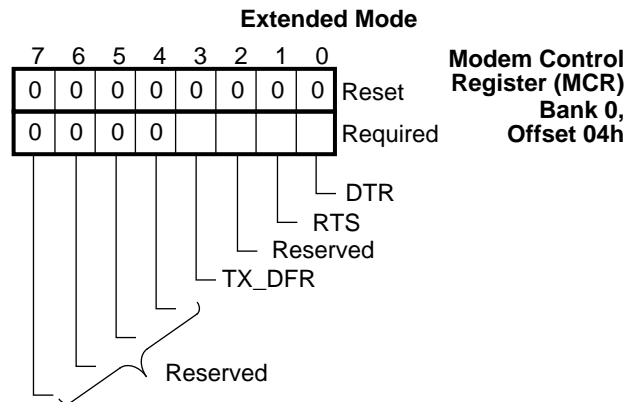 Extended Mode
7 6 5 4 3 2 1 0
Modem Control
Register (MCR)
Bank 0,
Offset 04h
0 0 0 0 0 0 0 0 Reset
0 0 0 0 Required
DTR
RTS
Reserved
TX_DFR
Reserved